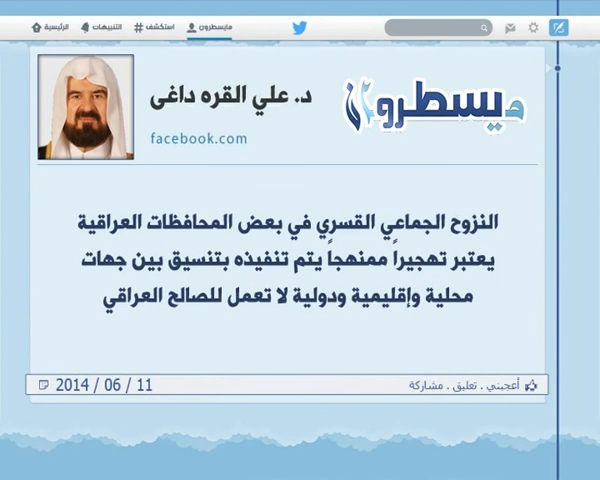 الرئيسية
التنبيهات
استكشف
مايسطرون
د. علي القره داغى
facebook.com
مايسطرون
النزوح الجماعي القسري في بعض المحافظات العراقية
يعتبر تهجيراً ممنهجاً يتم تنفيذه بتنسيق بين جهات
محلية وإقليمية ودولية لا تعمل للصالح العراقي
أعجبني . تعليق . مشاركة
2014 / 06 / 11